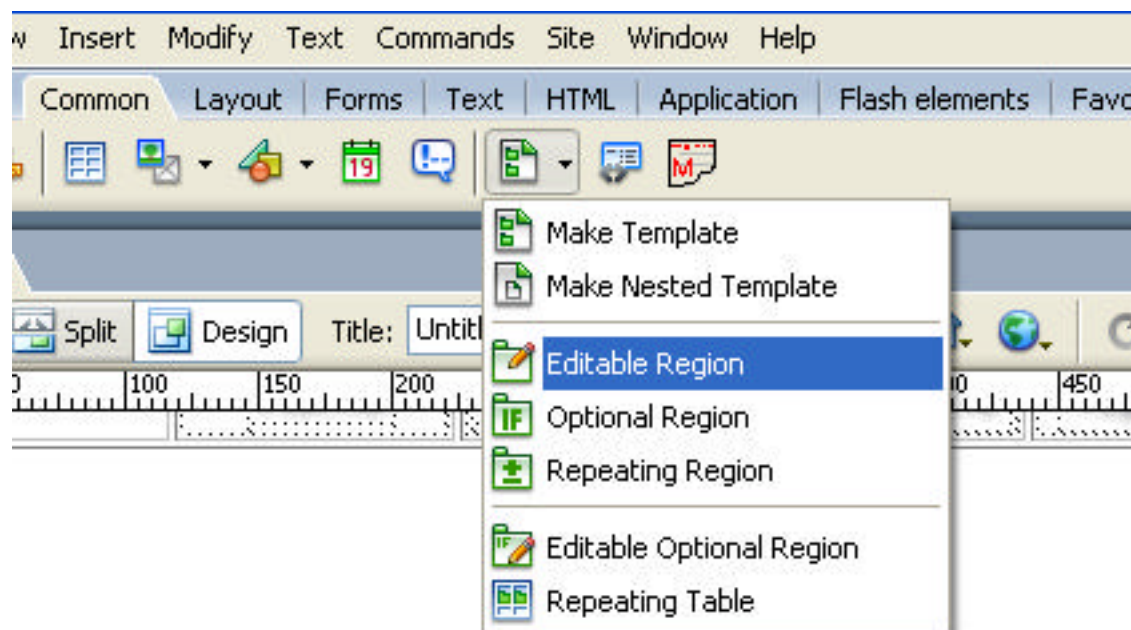 Insert Modify Text Commands Site Window Help
Common Layout Forms Text HTML Application Flash elements
19 M
Make Template
Make Nested Template
Split Design Title:
Editable Region
100 150 200 450
IF Optional Region
Repeating Region
IF Editable Optional Region
Repeating Table